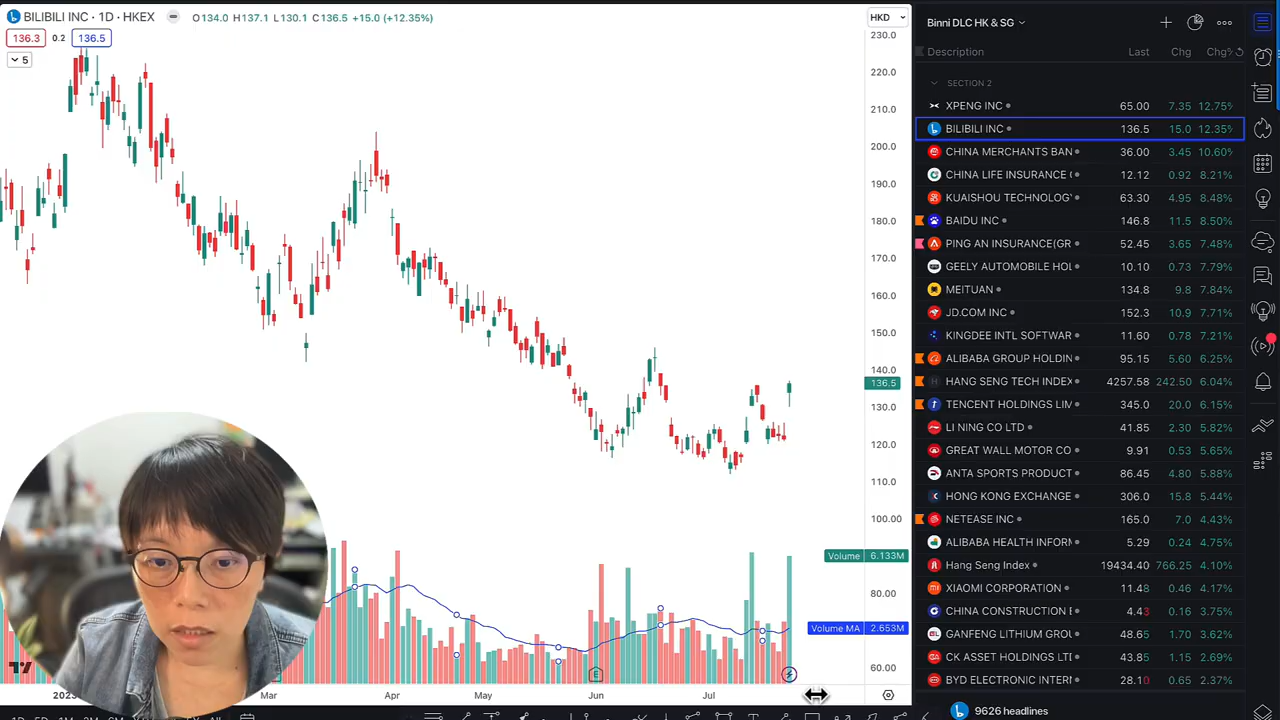 BILIBILI INC · 1D · HKEX
O134.0 H137.1 L130.1 C136.5 +15.0 (+12.35%)
136.3 0.2 136.5
5
HKD
230.0
220.0
210.0
200.0
190.0
180.0
170.0
160.0
150.0
140.0
136.5
130.0
120.0
110.0
100.00
Volume 6.133M
80.00
Volume MA 2.653M
60.00
E
Mar Apr May Jun Jul
Binni DLC HK & SG
Description Last Chg Chg%
SECTION 2
XPENG INC 65.00 7.35 12.75%
BILIBILI INC 136.5 15.0 12.35%
CHINA MERCHANTS BAN 36.00 3.45 10.60%
CHINA LIFE INSURANCE ( 12.12 0.92 8.21%
KUAISHOU TECHNOLOG 63.30 4.95 8.48%
BAIDU INC 146.8 11.5 8.50%
PING AN INSURANCE(GR 52.45 3.65 7.48%
GEELY AUTOMOBILE HOL 10.10 0.73 7.79%
MEITUAN 134.8 9.8 7.84%
JD.COM INC 152.3 10.9 7.71%
KINGDEE INTL SOFTWAR 11.60 0.78 7.21%
ALIBABA GROUP HOLDIN 95.15 5.60 6.25%
HANG SENG TECH INDEX 4257.58 242.50 6.04%
TENCENT HOLDINGS LIM 345.0 20.0 6.15%
LI NING CO LTD 41.85 2.30 5.82%
GREAT WALL MOTOR CO 9.91 0.53 5.65%
ANTA SPORTS PRODUCT 86.45 4.80 5.88%
HONG KONG EXCHANGE 306.0 15.8 5.44%
NETEASE INC 165.0 7.0 4.43%
ALIBABA HEALTH INFOR 5.29 0.24 4.75%
Hang Seng Index 19434.40 766.25 4.10%
XIAOMI CORPORATION 11.48 0.46 4.17%
CHINA CONSTRUCTION 4.43 0.16 3.75%
GANFENG LITHIUM GROU 48.65 1.70 3.62%
CK ASSET HOLDINGS LTD 43.85 1.15 2.69%
BYD ELECTRONIC INTER 28.10 0.65 2.37%
9626 headlines